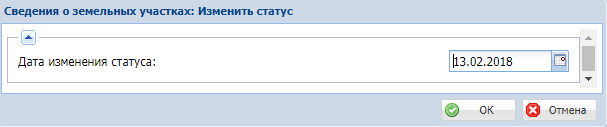 Сведения о земельных участках: Изменить статус
Дата изменения статуса: 13.02.2018
ОК Отмена